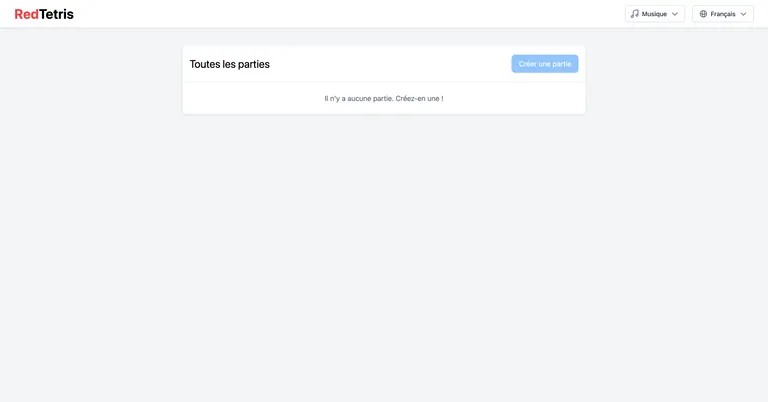 RedTetris
Musique
Français
Toutes les parties
Créer une partie
Il n'y a aucune partie. Créez-en une !